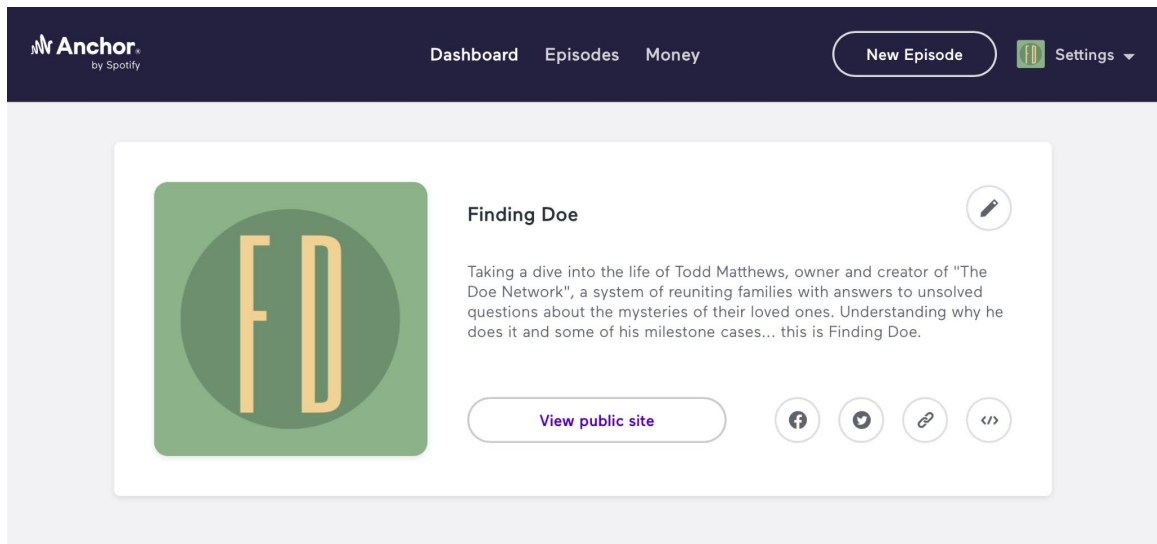 Anchor®
by Spotify
Dashboard Episodes Money
New Episode
FD
Settings
FD
Finding Doe
Taking a dive into the life of Todd Matthews, owner and creator of "The
Doe Network", a system of reuniting families with answers to unsolved
questions about the mysteries of their loved ones. Understanding why he
does it and some of his milestone cases... this is Finding Doe.
View public site